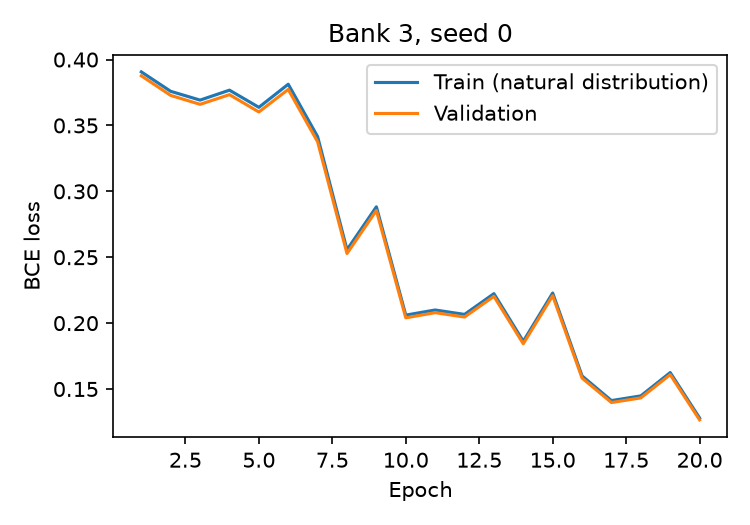 Bank 3, seed 0
Train (natural distribution)
Validation
0.40
0.35
0.30
0.25
0.20
0.15
BCE loss
2.5 5.0 7.5 10.0 12.5 15.0 17.5 20.0
Epoch